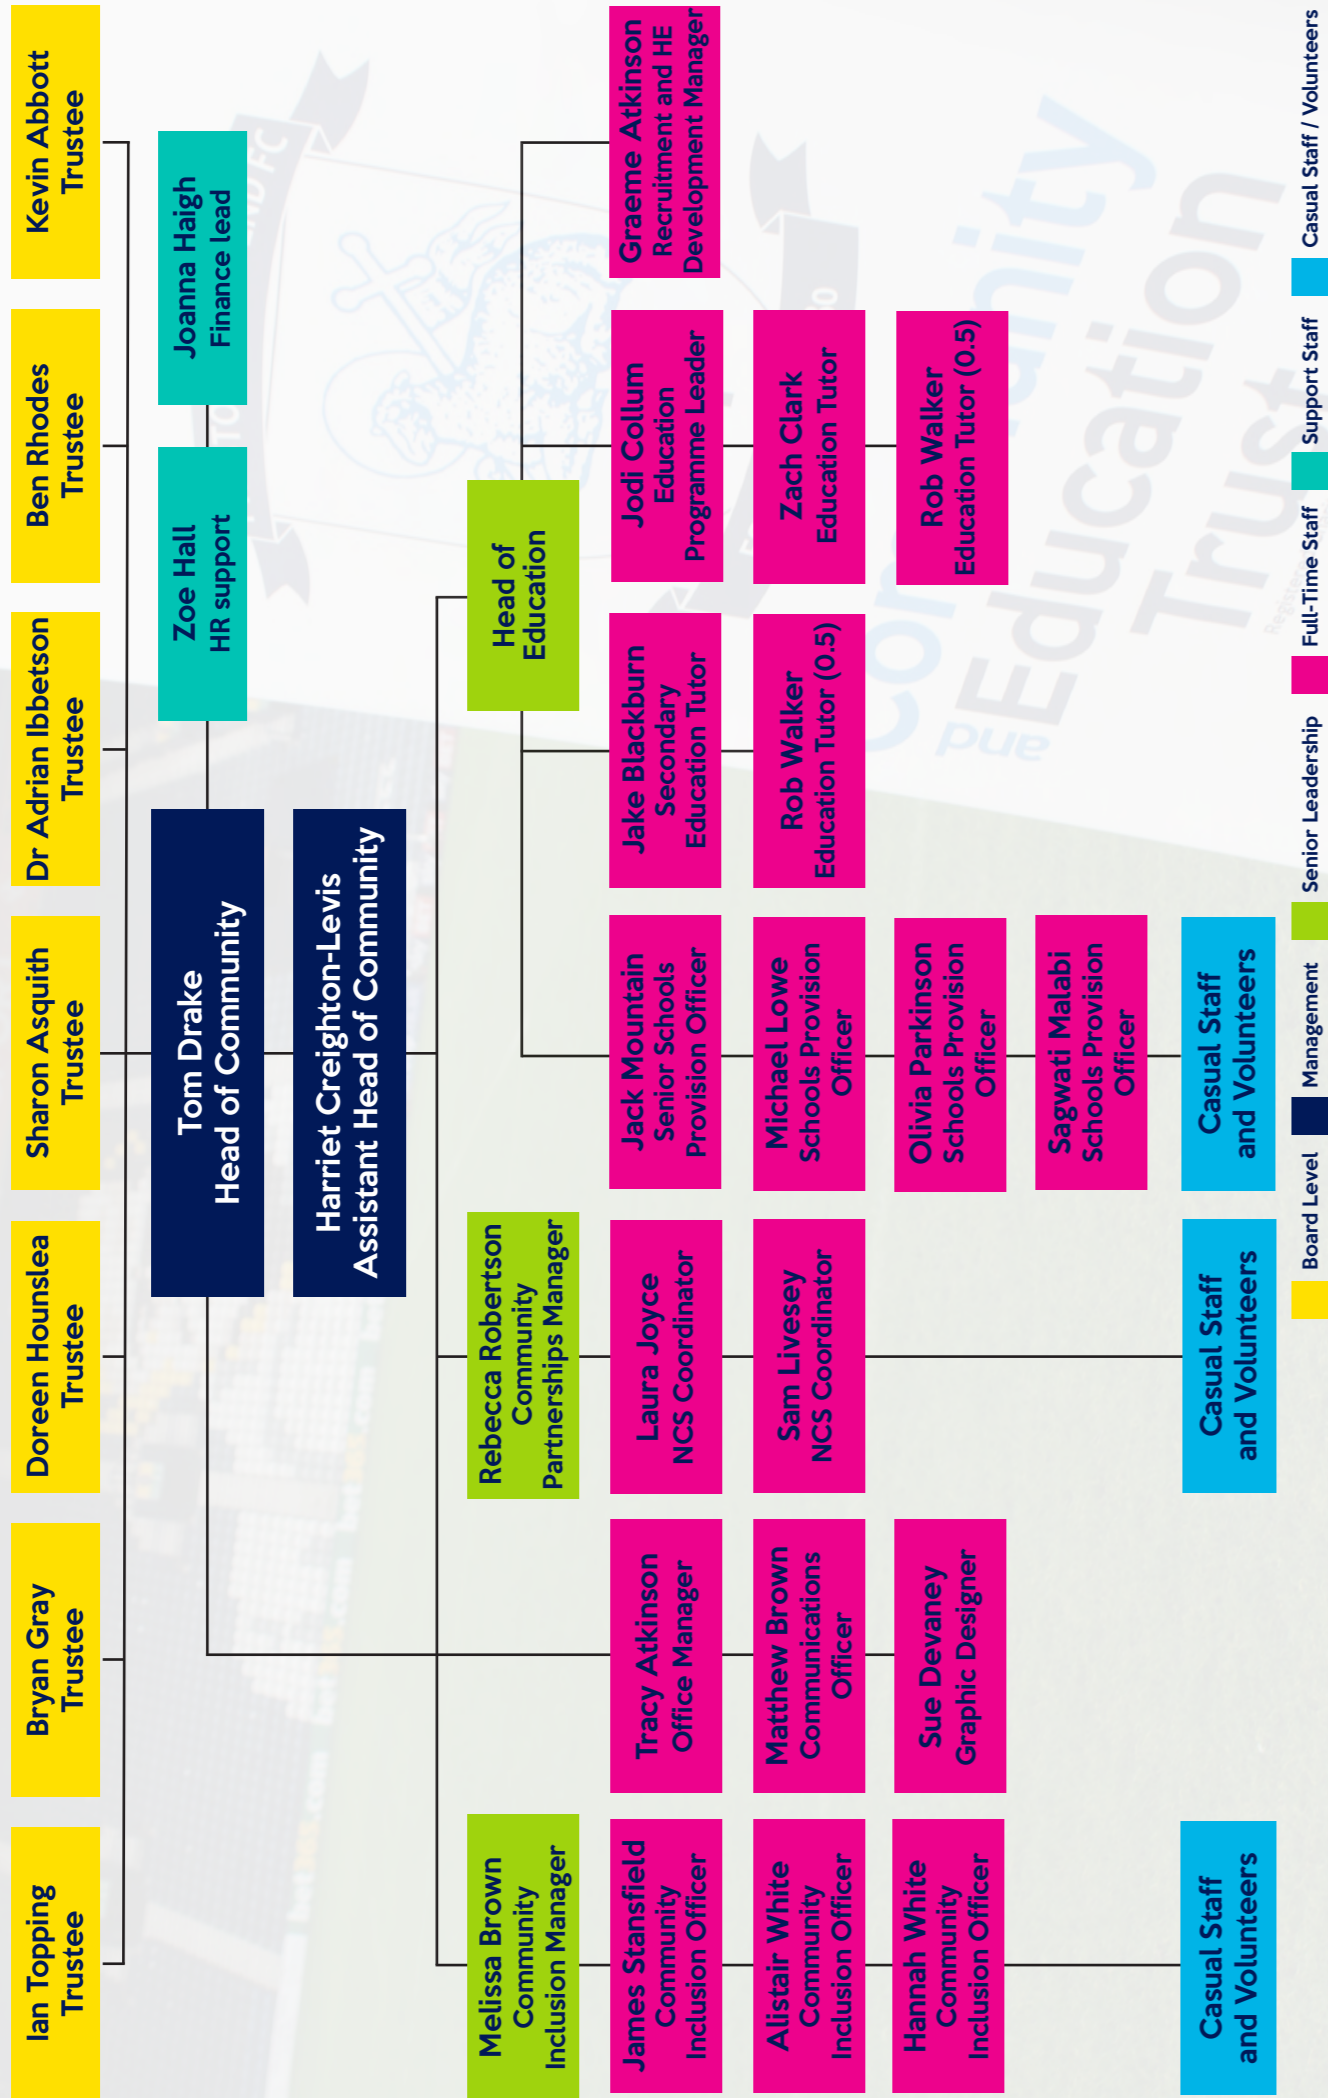 Ian Topping
Trustee
Bryan Gray
Trustee
Doreen Hounslea
Trustee
Sharon Asquith
Trustee
Dr Adrian Ibbetson
Trustee
Ben Rhodes
Trustee
Kevin Abbott
Trustee
Tom Drake
Head of Community
Zoe Hall
HR support
Joanna Haigh
Finance lead
Harriet Creighton-Levis
Assistant Head of Community
Melissa Brown
Community
Inclusion Manager
Rebecca Robertson
Community
Partnerships Manager
Head of
Education
James Stansfield
Community
Inclusion Officer
Alistair White
Community
Inclusion Officer
Hannah White
Community
Inclusion Officer
Casual Staff
and Volunteers
Tracy Atkinson
Office Manager
Matthew Brown
Communications
Officer
Sue Devaney
Graphic Designer
Laura Joyce
NCS Coordinator
Sam Livesey
NCS Coordinator
Casual Staff
and Volunteers
Jack Mountain
Senior Schools
Provision Officer
Michael Lowe
Schools Provision
Officer
Olivia Parkinson
Schools Provision
Officer
Sagwati Malabi
Schools Provision
Officer
Casual Staff
and Volunteers
Jake Blackburn
Secondary
Education Tutor
Rob Walker
Education Tutor (0.5)
Jodi Collum
Education
Programme Leader
Zach Clark
Education Tutor
Rob Walker
Education Tutor (0.5)
Graeme Atkinson
Recruitment and HE
Development Manager
Board Level
Management
Senior Leadership
Full-Time Staff
Support Staff
Casual Staff / Volunteers
and
Education
Trust